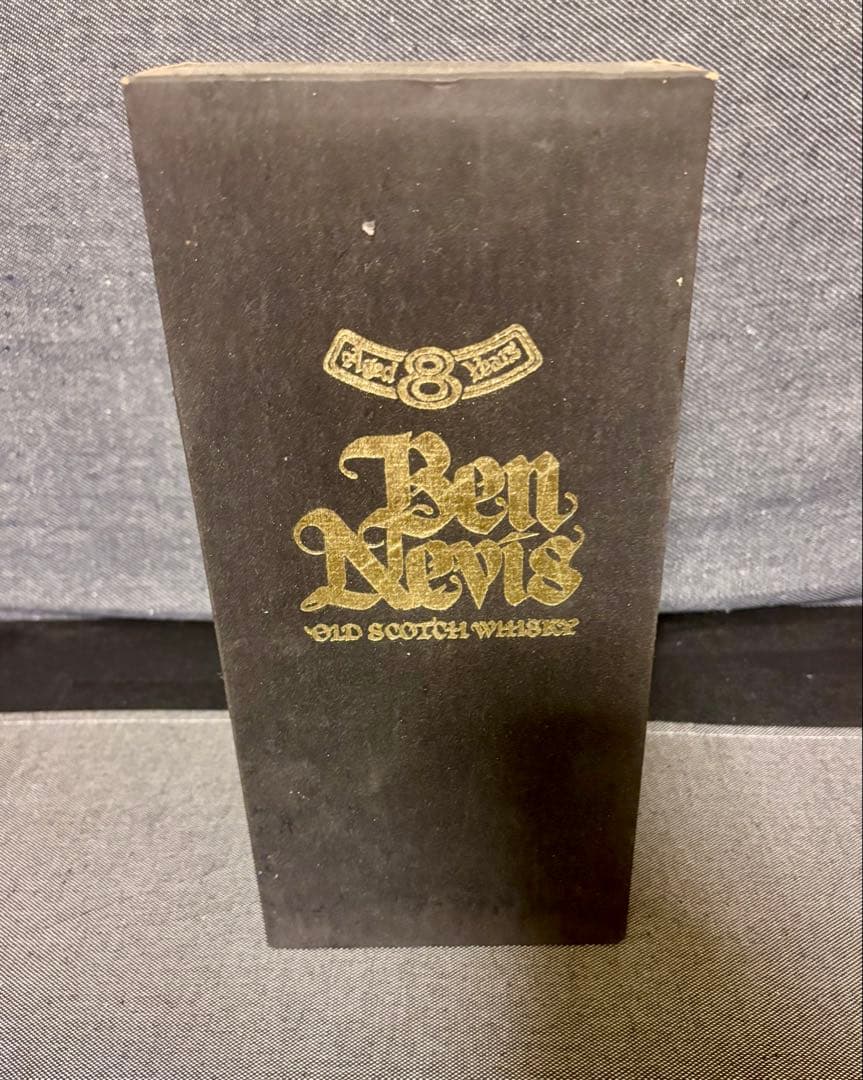 Aged 8 Years
Ben
Nevis
OLD SCOTCH WHISKY